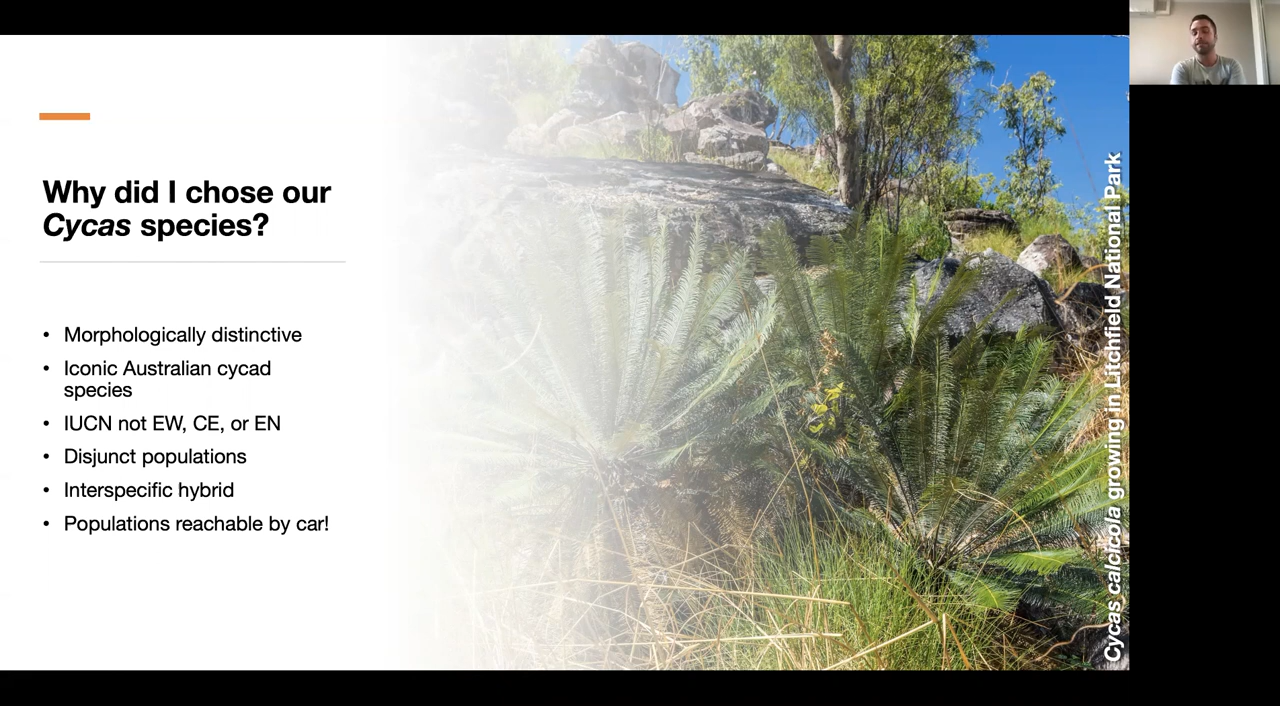 Why did I chose our
Cycas species?
• Morphologically distinctive
• Iconic Australian cycad
species
• IUCN not EW, CE, or EN
• Disjunct populations
• Interspecific hybrid
• Populations reachable by car!
Cycas calcicola growing in Litchfield National Park